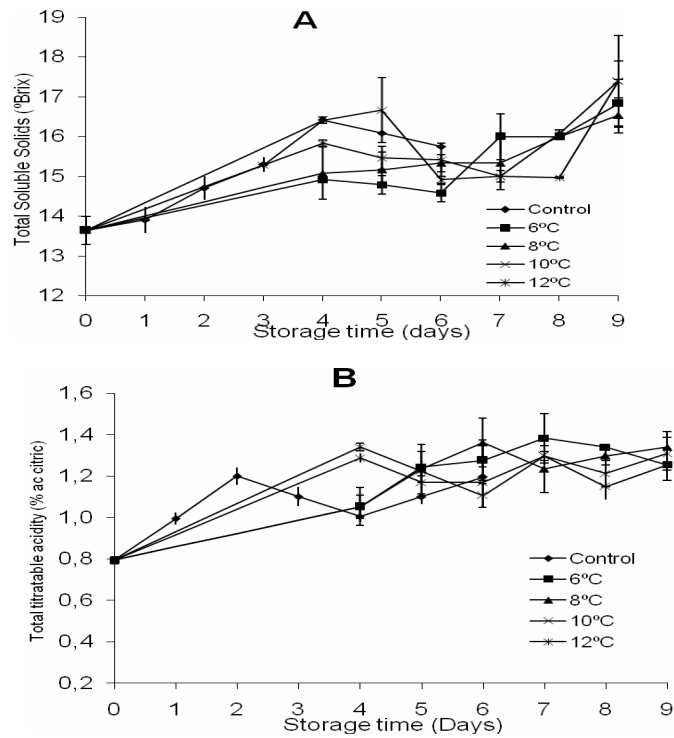 A
Total Soluble Solids (ºBrix)
19
18
17
16
15
14
13
12
Control
6ºC
8ºC
10ºC
12ºC
0 1 2 3 4 5 6 7 8 9
Storage time (days)
B
Total titratable acidity (% ac citric)
1,6
1,4
1,2
1,0
0,8
0,6
0,4
0,2
Control
6ºC
8ºC
10ºC
12ºC
0 1 2 3 4 5 6 7 8 9
Storage time (Days)